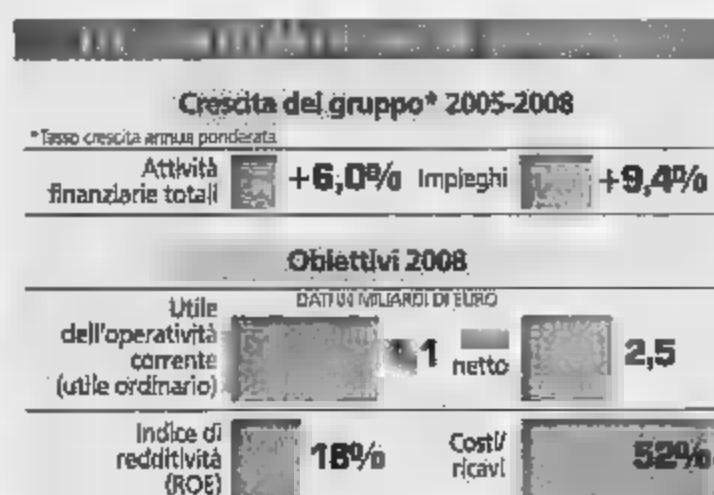 Crescita del gruppo* 2005-2008
*Tasso crescita annua ponderata
Attività
finanziarie totali
+6,0%
Impieghi
+9,4%
Obiettivi 2008
DATI IN MILIARDI DI EURO
Utile
dell'operatività
corrente
(utile ordinario)
1
netto
2,5
Indice di
redditività
(ROE)
18%
Costi/
ricavi
52%